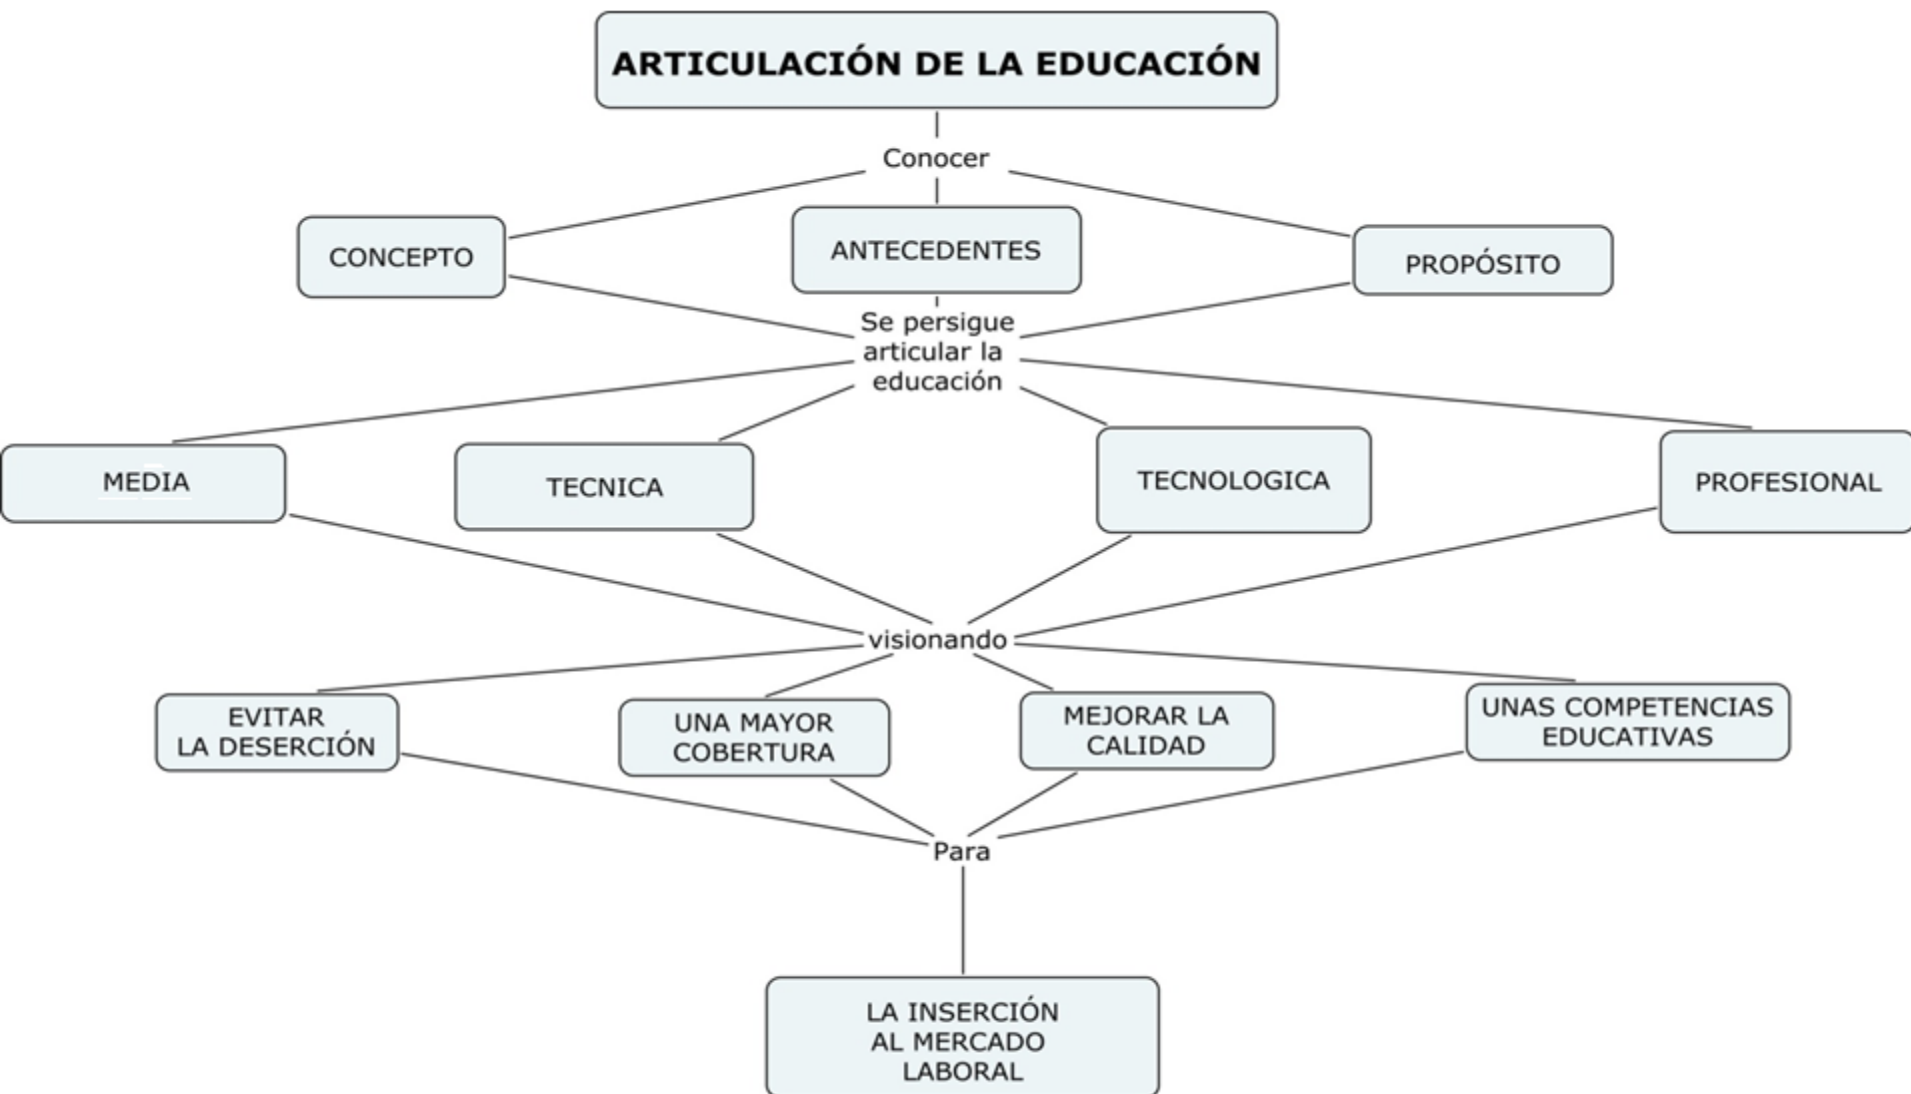 ARTICULACIÓN DE LA EDUCACIÓN
Conocer
CONCEPTO
ANTECEDENTES
PROPÓSITO
Se persigue
articular la
educación
MEDIA
TECNICA
TECNOLOGICA
PROFESIONAL
visionando
EVITAR
LA DESERCIÓN
UNA MAYOR
COBERTURA
MEJORAR LA
CALIDAD
UNAS COMPETENCIAS
EDUCATIVAS
Para
LA INSERCIÓN
AL MERCADO
LABORAL